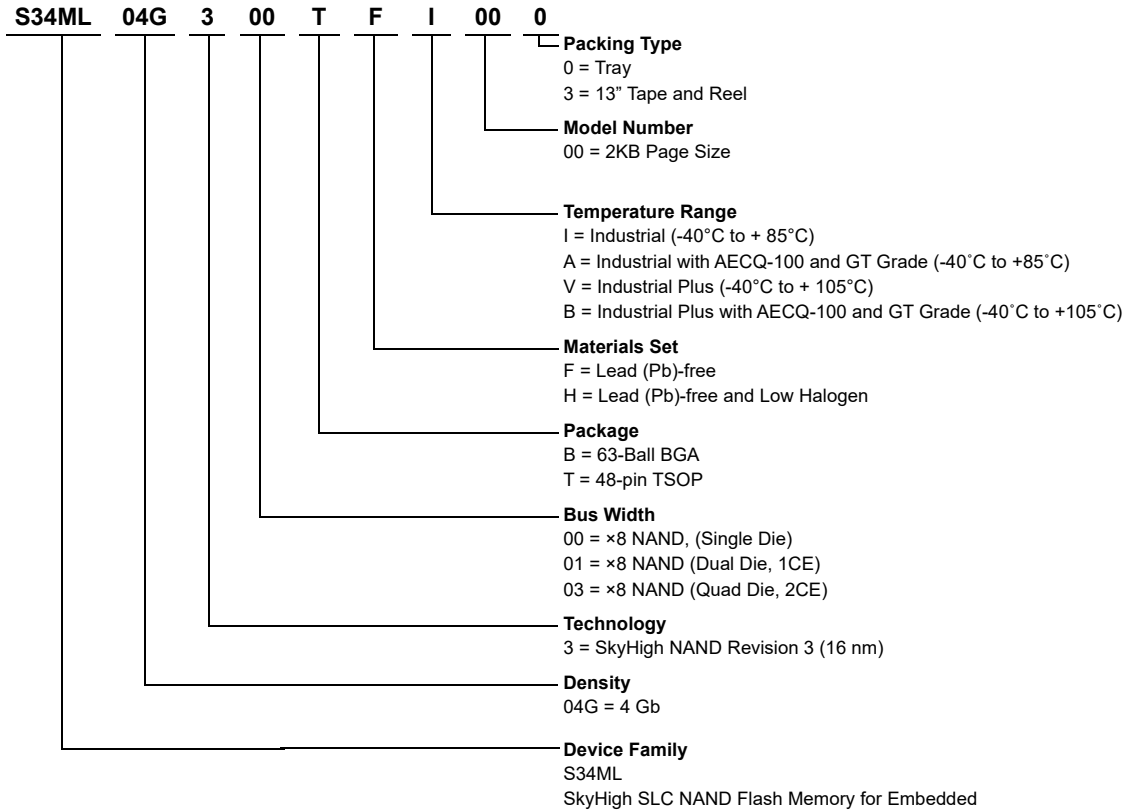 S34ML 04G 3 00 T F I 00 0
Packing Type
0 = Tray
3 = 13” Tape and Reel
Model Number
00 = 2KB Page Size
Temperature Range
I = Industrial (-40°C to + 85°C)
A = Industrial with AECQ-100 and GT Grade (-40˚C to +85˚C)
V = Industrial Plus (-40°C to + 105°C)
B = Industrial Plus with AECQ-100 and GT Grade (-40˚C to +105˚C)
Materials Set
F = Lead (Pb)-free
H = Lead (Pb)-free and Low Halogen
Package
B = 63-Ball BGA
T = 48-pin TSOP
Bus Width
00 = ×8 NAND, (Single Die)
01 = ×8 NAND (Dual Die, 1CE)
03 = ×8 NAND (Quad Die, 2CE)
Technology
3 = SkyHigh NAND Revision 3 (16 nm)
Density
04G = 4 Gb
Device Family
S34ML
SkyHigh SLC NAND Flash Memory for Embedded